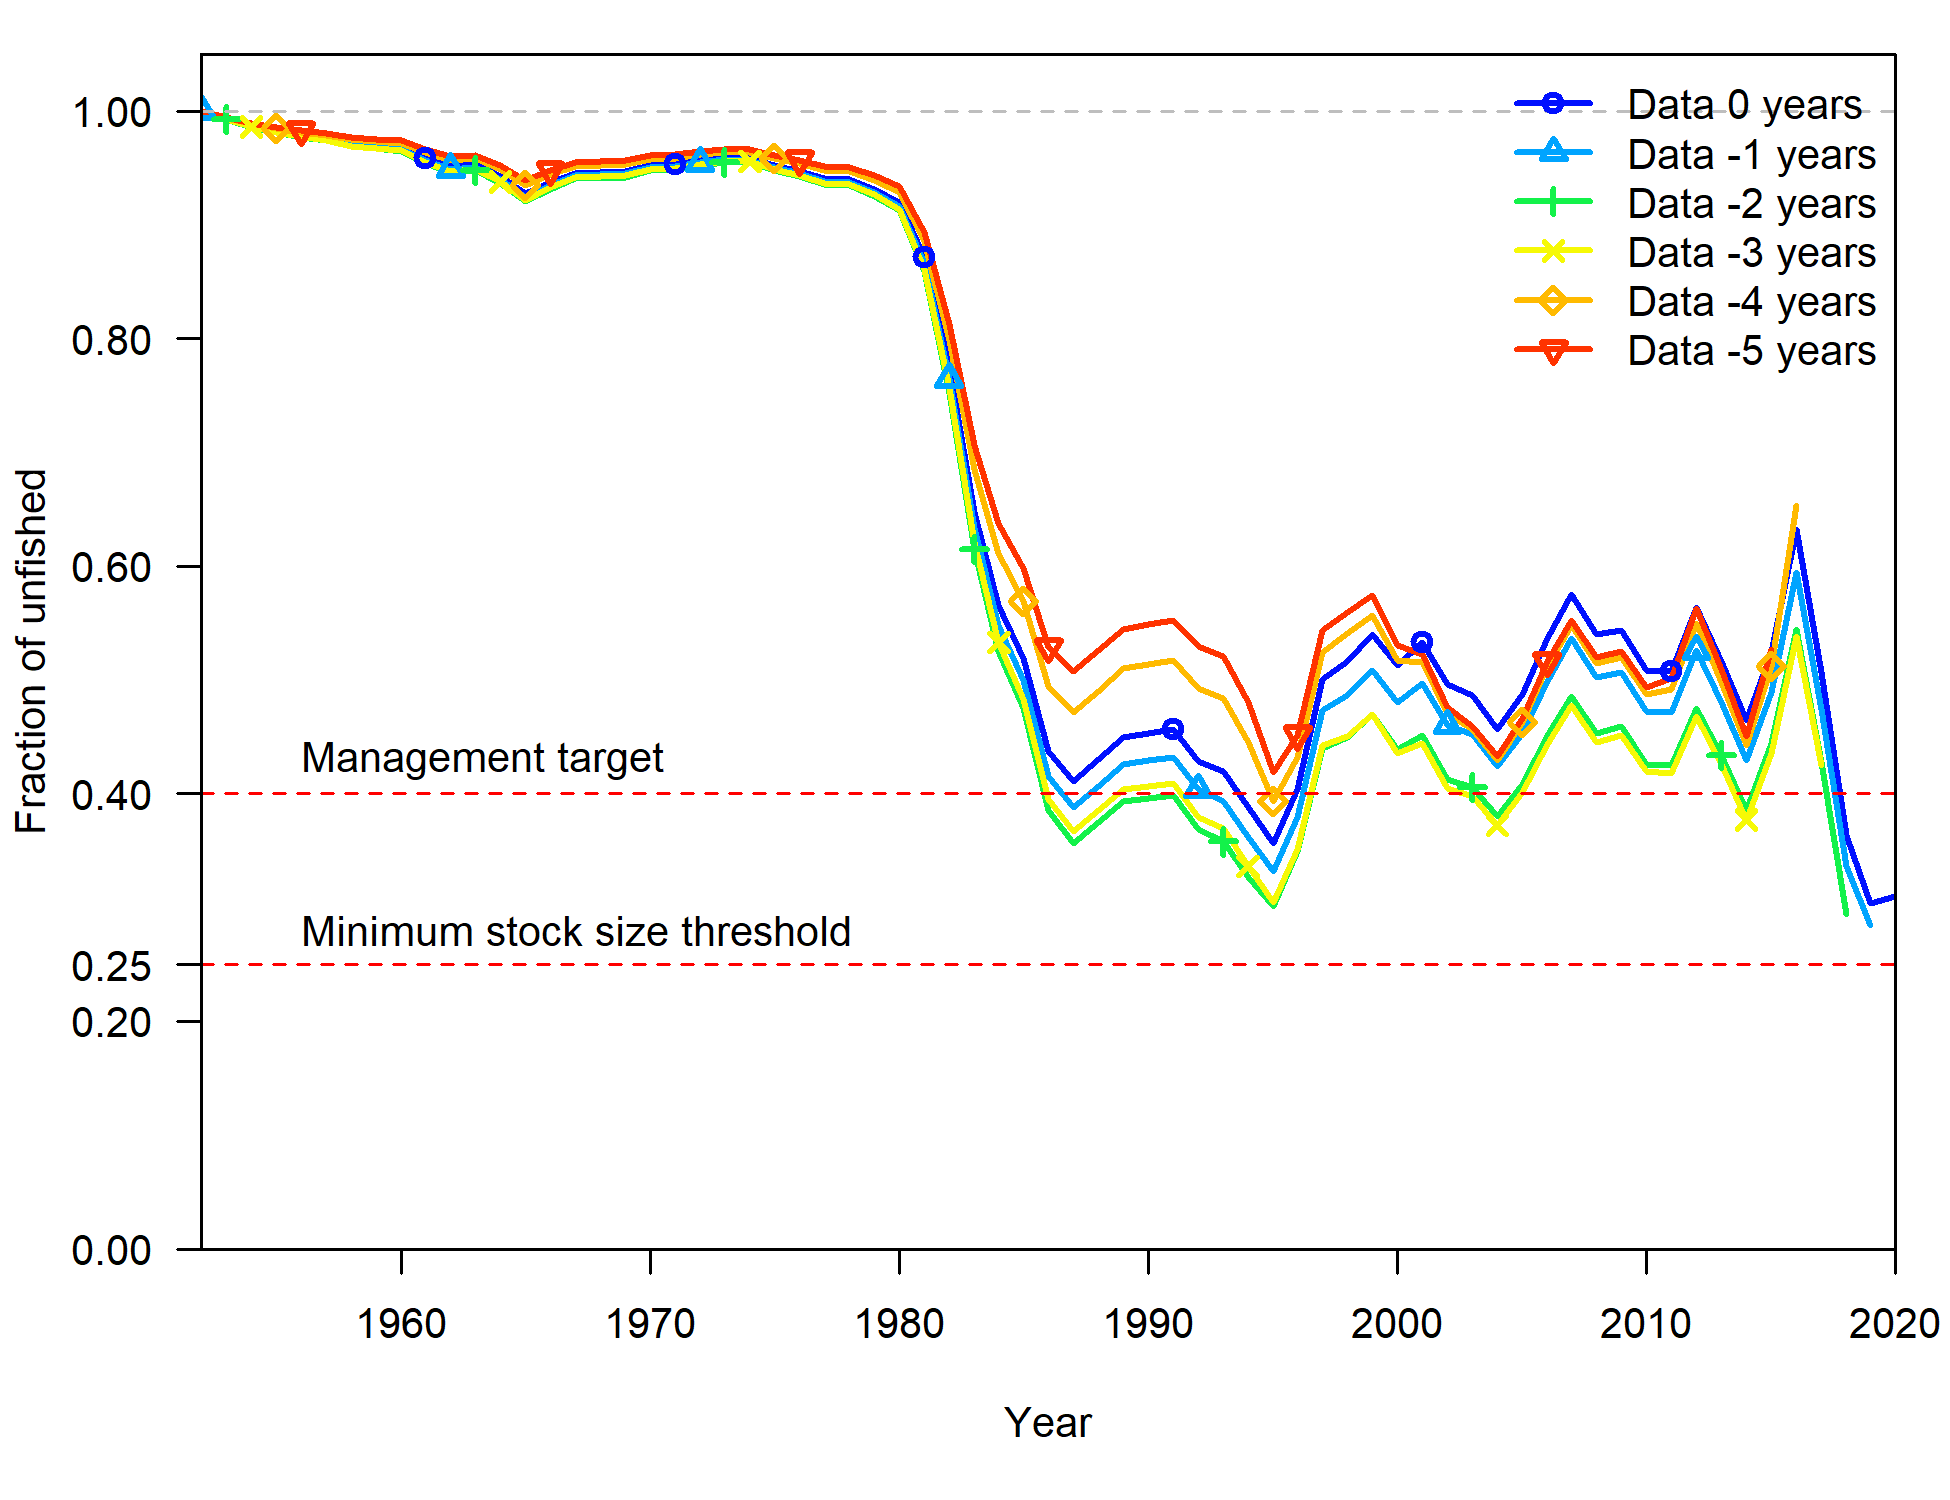 Data 0 years
Data -1 years
Data -2 years
Data -3 years
Data -4 years
Data -5 years
1.00
0.80
0.60
0.40
0.25
0.20
0.00
Fraction of unfished
Management target
Minimum stock size threshold
1960 1970 1980 1990 2000 2010 2020
Year